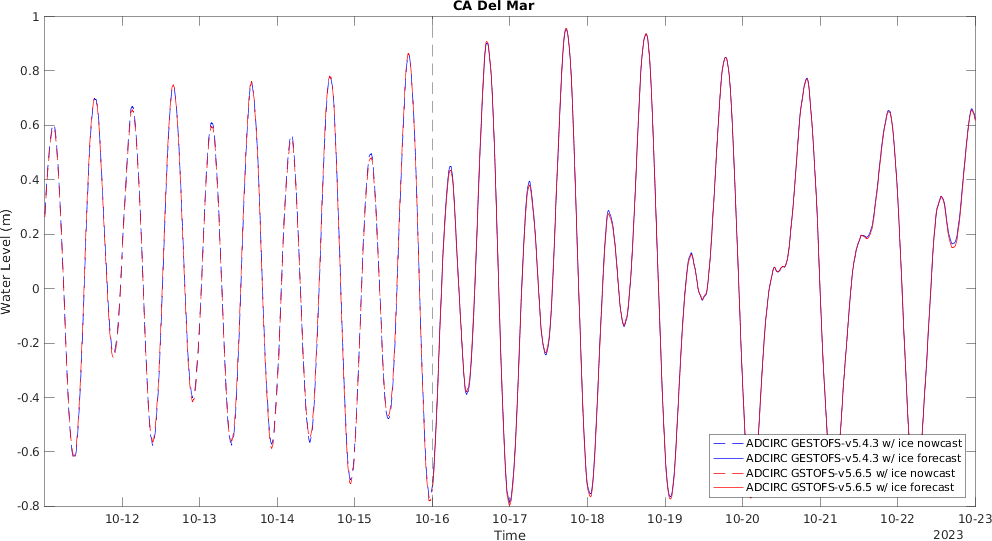 CA Del Mar
1
0.8
0.6
0.4
0.2
0
-0.2
-0.4
-0.6
-0.8
Water Level (m)
ADCIRC GESTOFS-v5.4.3 w/ ice nowcast
ADCIRC GESTOFS-v5.4.3 w/ ice forecast
ADCIRC GSTOFS-v5.6.5 w/ ice nowcast
ADCIRC GSTOFS-v5.6.5 w/ ice forecast
10-12 10-13 10-14 10-15 10-16 10-17 10-18 10-19 10-20 10-21 10-22 10-23
Time
2023